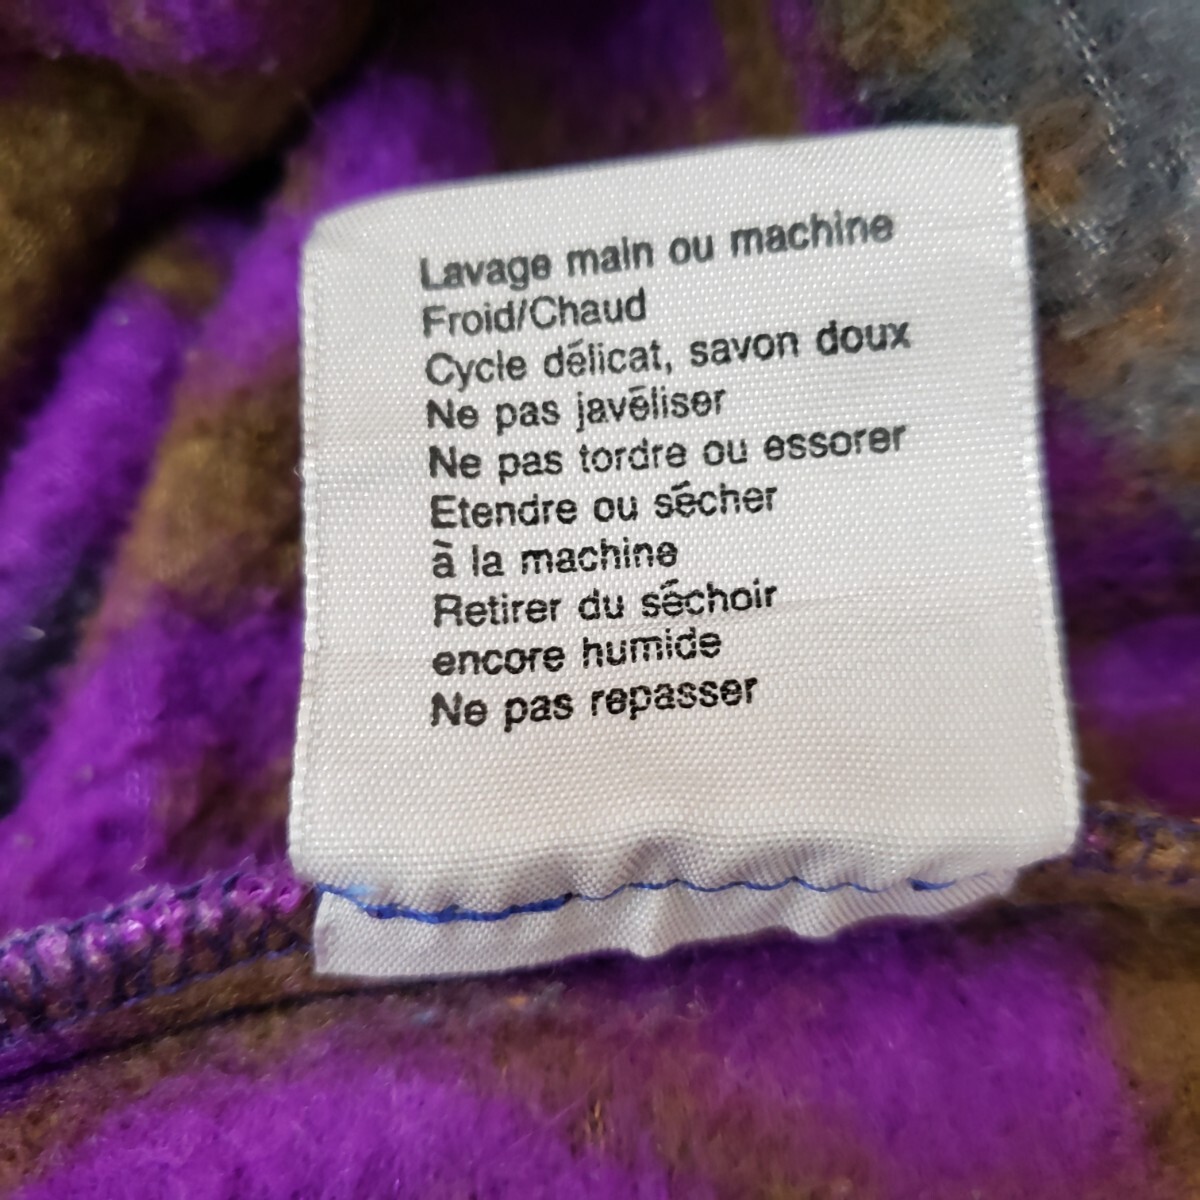 Lavage main ou machine
Froid/Chaud
Cycle délicat, savon doux
Ne pas javéliser
Ne pas tordre ou essorer
Etendre ou sécher
à la machine
Retirer du séchoir
encore humide
Ne pas repasser